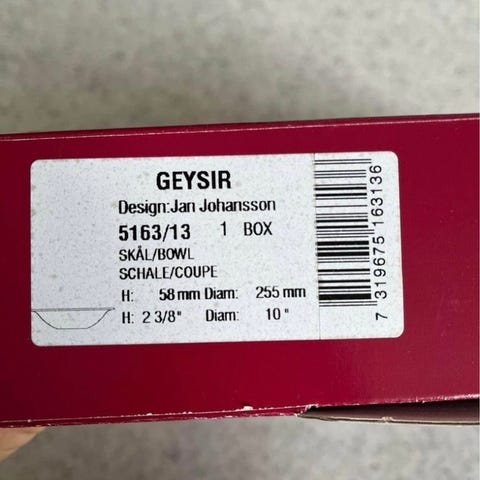 GEYSIR
Design:Jan Johansson
5163/13 1 BOX
SKÅL/BOWL
SCHALE/COUPE
H: 58 mm Diam: 255 mm
H: 2 3/8" Diam: 10"
7 319675 163136